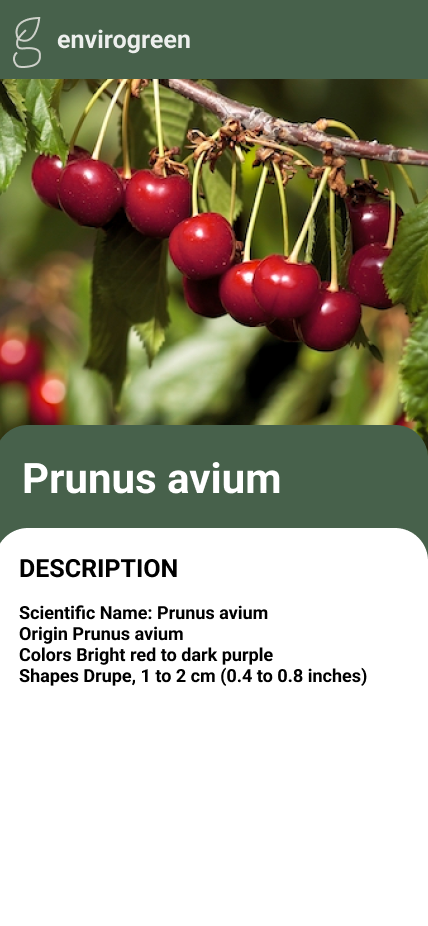 envirogreen
Prunus avium
DESCRIPTION
Scientific Name: Prunus avium
Origin Prunus avium
Colors Bright red to dark purple
Shapes Drupe, 1 to 2 cm (0.4 to 0.8 inches)